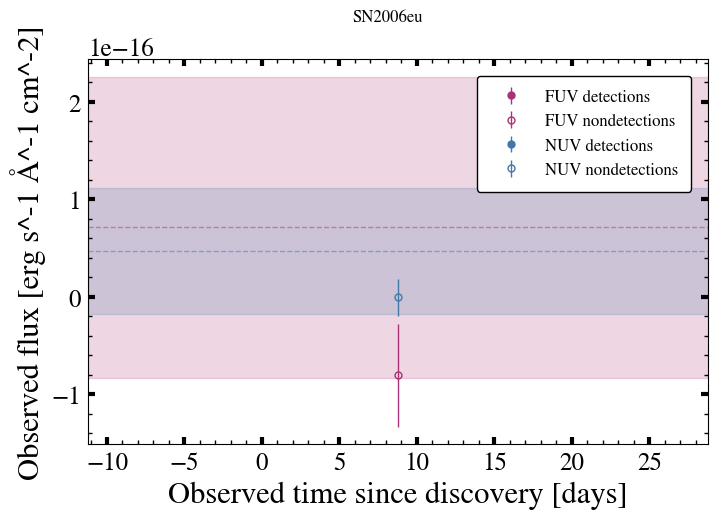 SN2006eu
1e−16
Observed flux [erg s^-1 Å^-1 cm^-2]
2
1
0
−1
FUV detections
FUV nondetections
NUV detections
NUV nondetections
−10 −5 0 5 10 15 20 25
Observed time since discovery [days]